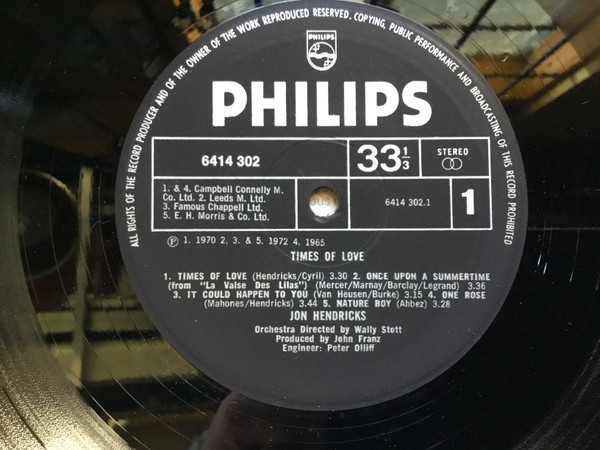 ALL RIGHTS OF THE RECORD PRODUCER AND OF THE OWNER OF THE WORK REPRODUCED RESERVED. COPYING, PUBLIC PERFORMANCE AND BROADCASTING OF THIS RECORD PROHIBITED
PHILIPS
PHILIPS
6414 302
33 1/3
STEREO
1. & 4. Campbell Connelly M.
Co. Ltd. 2. Leeds M. Ltd.
3. Famous Chappell Ltd.
5. E. H. Morris & Co. Ltd.
6414 302.1
1
Ⓟ 1. 1970 2, 3. & 5. 1972 4. 1965
TIMES OF LOVE
1. TIMES OF LOVE (Hendricks/Cyril) 3.30 2. ONCE UPON A SUMMERTIME
(from "La Valse Des Lilas") (Mercer/Marnay/Barclay/Legrand) 3.36
3. IT COULD HAPPEN TO YOU (Van Heusen/Burke) 3.15 4. ONE ROSE
(Mahones/Hendricks) 3.44 5. NATURE BOY (Ahbez) 3.28
JON HENDRICKS
Orchestra Directed by Wally Stott
Produced by John Franz
Engineer: Peter Olliff